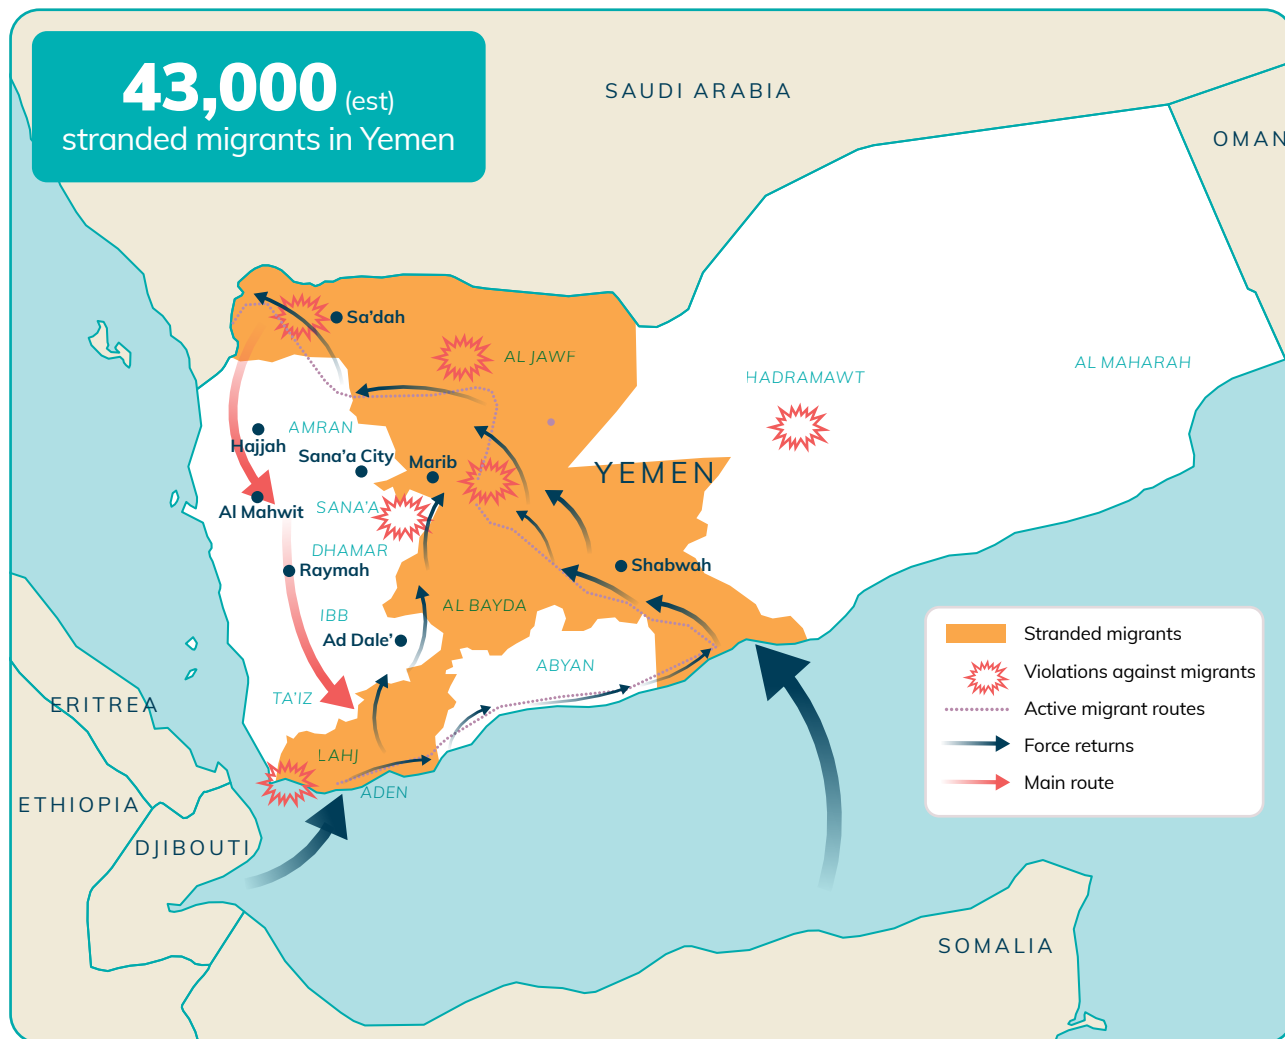 43,000 (est)
stranded migrants in Yemen
SAUDI ARABIA
OMAN
Sa'dah
AL JAWF
HADRAMAWT
AL MAHARAH
AMRAN
Hajjah
Sana'a City
Marib
YEMEN
Al Mahwit
SANA'A
DHAMAR
Raymah
Shabwah
IBB
AL BAYDA
Ad Dale'
ABYAN
TA'IZ
LAHJ
ADEN
ERITREA
ETHIOPIA
DJIBOUTI
SOMALIA
Stranded migrants
Violations against migrants
Active migrant routes
Force returns
Main route